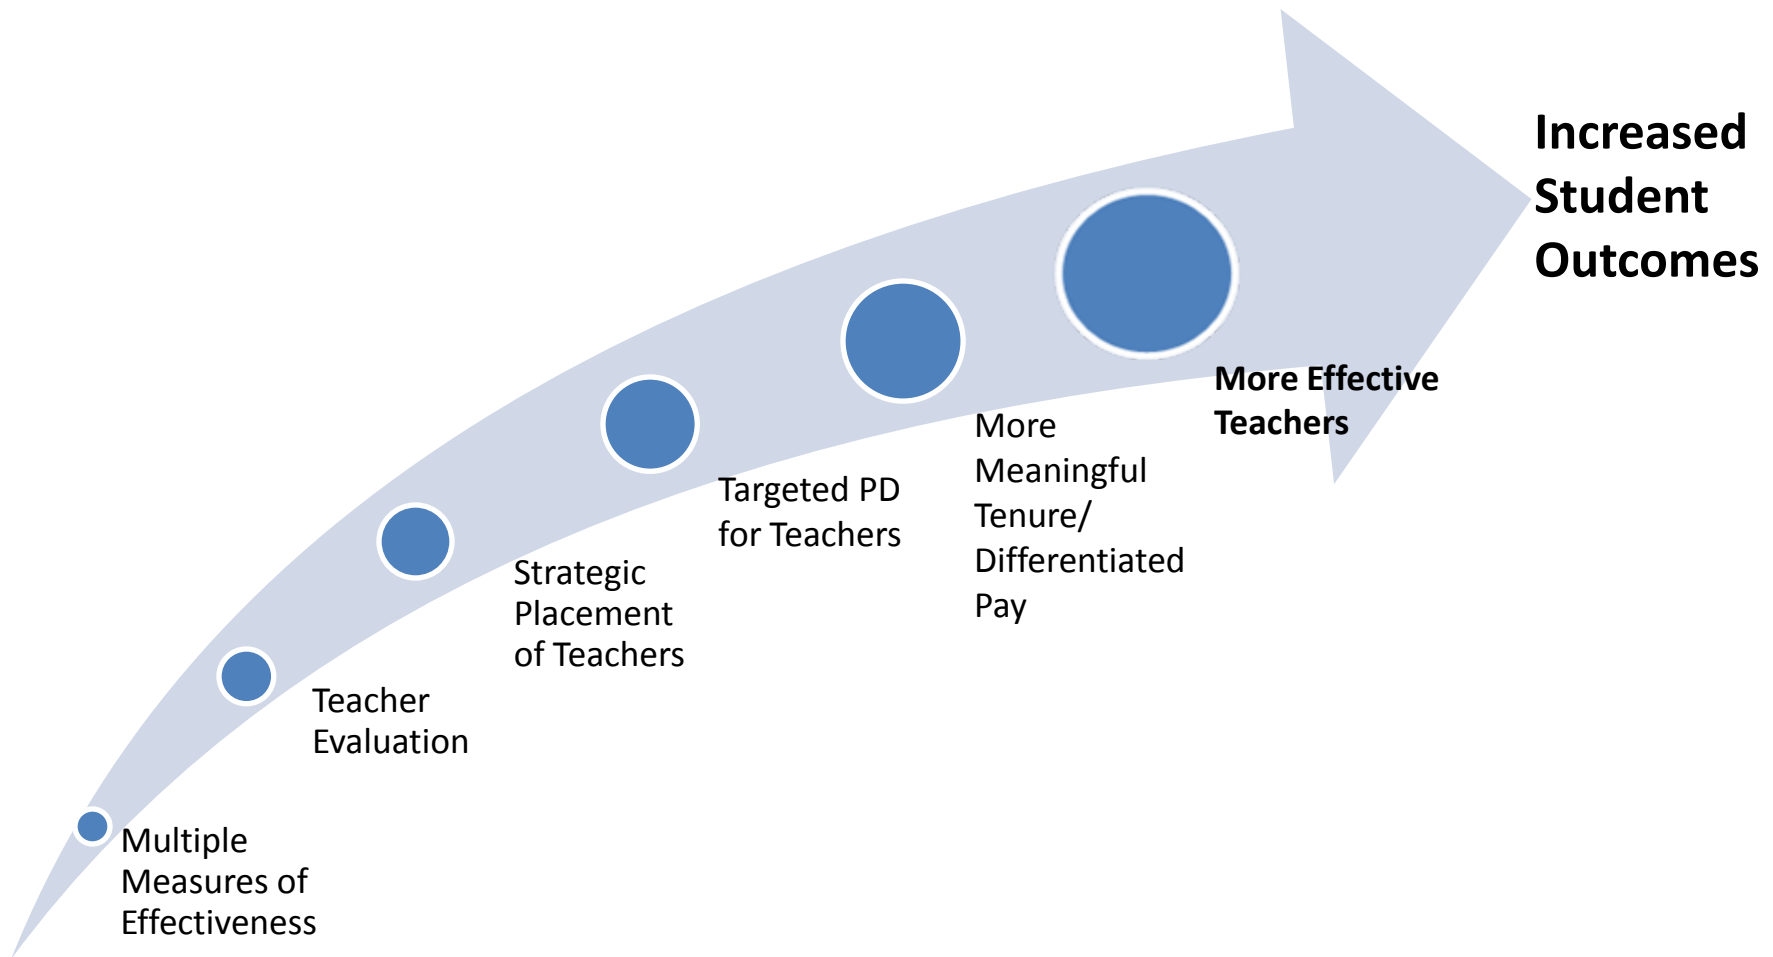 Increased
Student
Outcomes
More Effective
Teachers
More
Meaningful
Tenure/
Differentiated
Pay
Targeted PD
for Teachers
Strategic
Placement
of Teachers
Teacher
Evaluation
Multiple
Measures of
Effectiveness